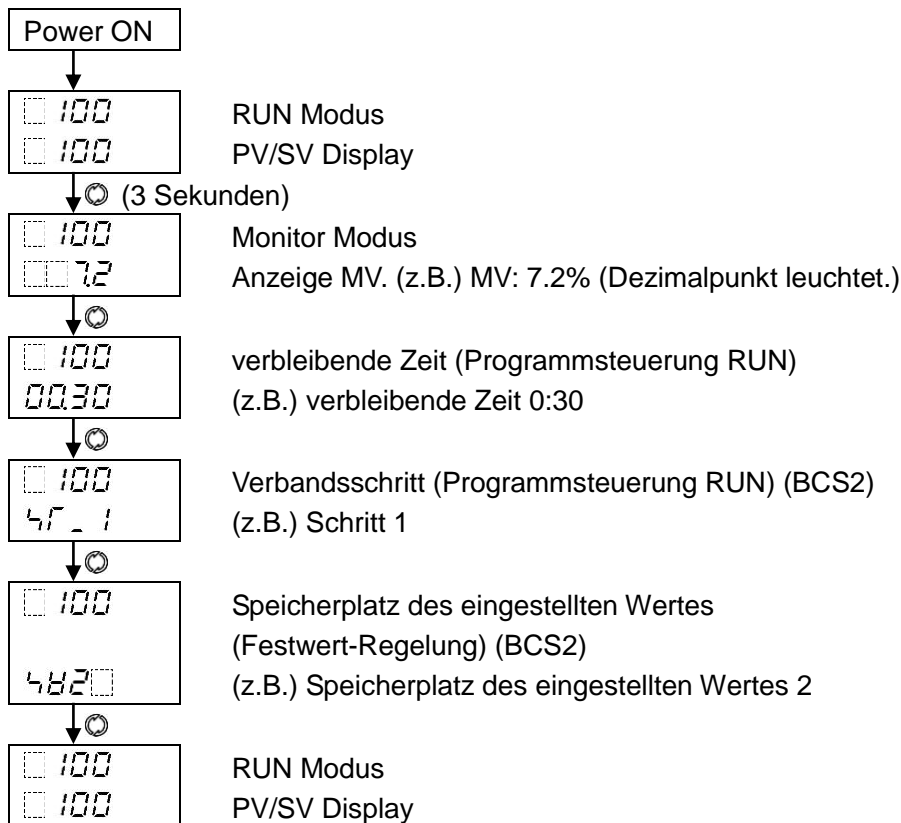 Power ON
100 RUN Modus
100 PV/SV Display
(3 Sekunden)
100 Monitor Modus
7.2 Anzeige MV. (z.B.) MV: 7.2% (Dezimalpunkt leuchtet.)
100 verbleibende Zeit (Programmsteuerung RUN)
00.30 (z.B.) verbleibende Zeit 0:30
100 Verbandsschritt (Programmsteuerung RUN) (BCS2)
(z.B.) Schritt 1
100 Speicherplatz des eingestellten Wertes
(Festwert-Regelung) (BCS2)
(z.B.) Speicherplatz des eingestellten Wertes 2
100 RUN Modus
100 PV/SV Display